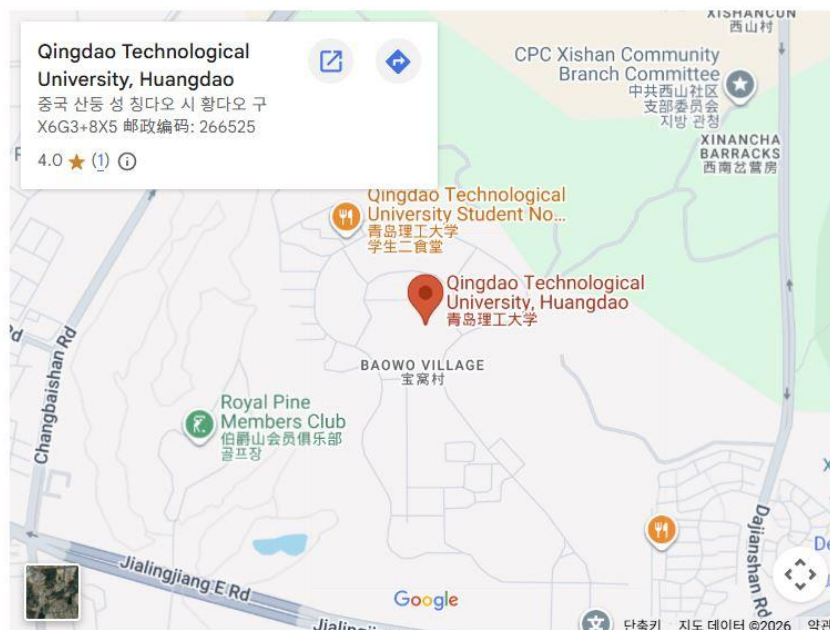 Qingdao Technological
University, Huangdao
중국 산둥 성 칭다오 시 황다오 구
X6G3+8X5 邮政编码: 266525
4.0 ★ (1)
XISHANCUN
西山村
CPC Xishan Community
Branch Committee
中共西山社区
支部委员会
지방 관청
XINANCHA
BARRACKS
西南岔营房
Qingdao Technological
University Student No...
青岛理工大学
学生二食堂
Qingdao Technological
University, Huangdao
青岛理工大学
BAOWO VILLAGE
宝窝村
Changbaishan Rd
Royal Pine
Members Club
伯爵山会员俱乐部
골프장
Dajianshan Rd
Jialingjiang E Rd
Google
단축키
지도 데이터 ©2026
약관